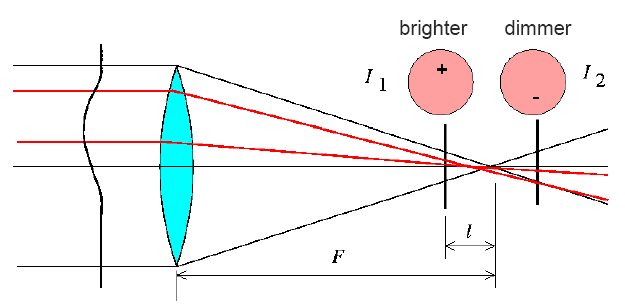 brighter dimmer
I 1 + - I 2
l
F